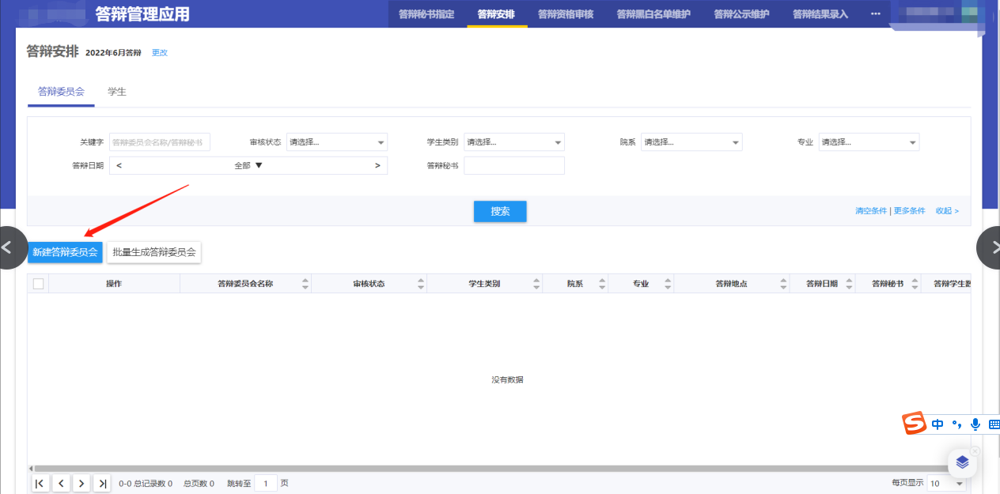 答辩管理应用
答辩秘书指定 答辩安排 答辩资格审核 答辩黑白名单维护 答辩公示维护 答辩结果录入 ...
答辩安排 2022年6月答辩 更改
答辩委员会 学生
关键字 答辩委员会名称/答辩秘书 审核状态 请选择... 学生类别 请选择... 院系 请选择... 专业 请选择...
答辩日期 < 全部 ▼ > 答辩秘书
搜索
清空条件 | 更多条件 收起 >
新建答辩委员会 批量生成答辩委员会
操作 答辩委员会名称 审核状态 学生类别 院系 专业 答辩地点 答辩日期 答辩秘书 答辩学生
没有数据
中
0-0 总记录数 0 总页数 0 跳转至 1 页 每页显示 10